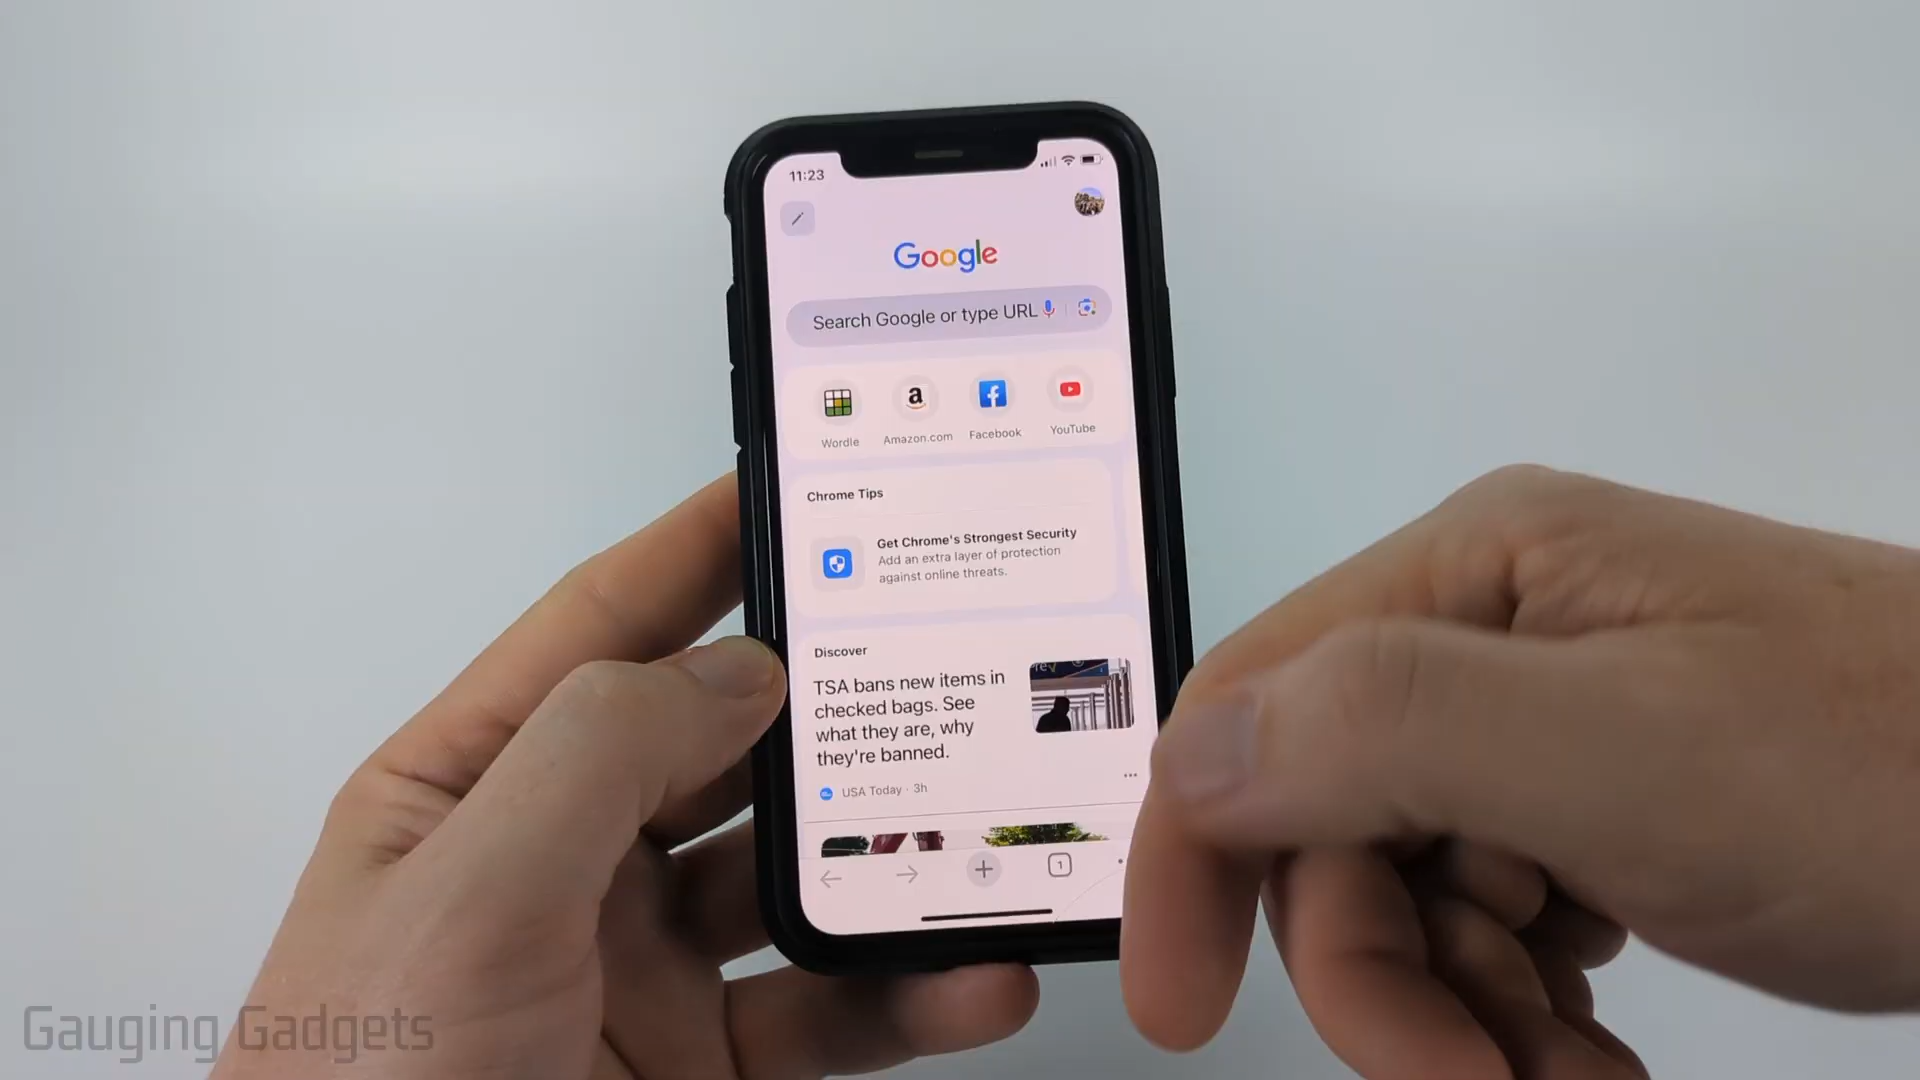 11:23
Google
Search Google or type URL
Wordle
Amazon.com
Facebook
YouTube
Chrome Tips
Get Chrome's Strongest Security
Add an extra layer of protection
against online threats.
Discover
TSA bans new items in
checked bags. See
what they are, why
they're banned.
USA Today · 3h
1
Gauging Gadgets